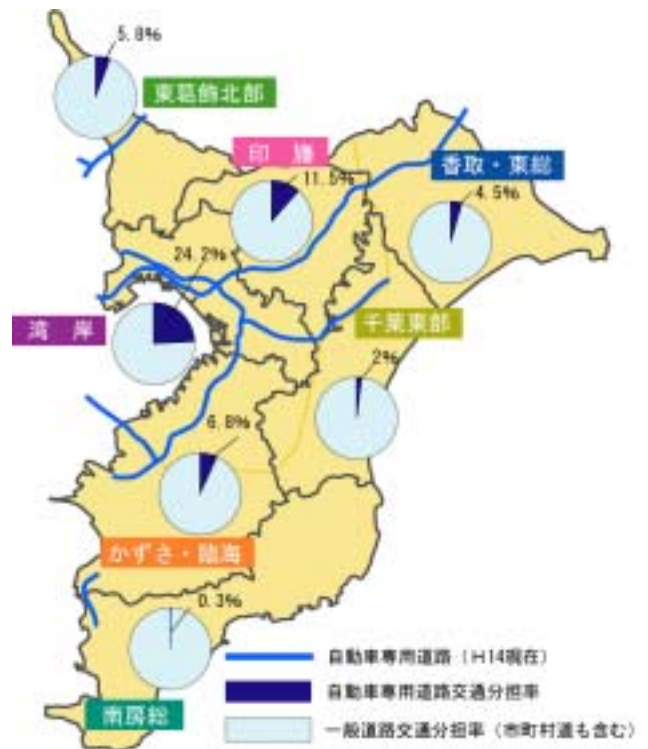 5.8%
東葛飾北部
印旛
11.5%
香取・東総
4.5%
24.2%
湾岸
千葉東部
2%
6.8%
かずさ・臨海
0.3%
南房総
自動車専用道路(H14現在)
自動車専用道路交通分担率
一般道路交通分担率(市町村道も含む)